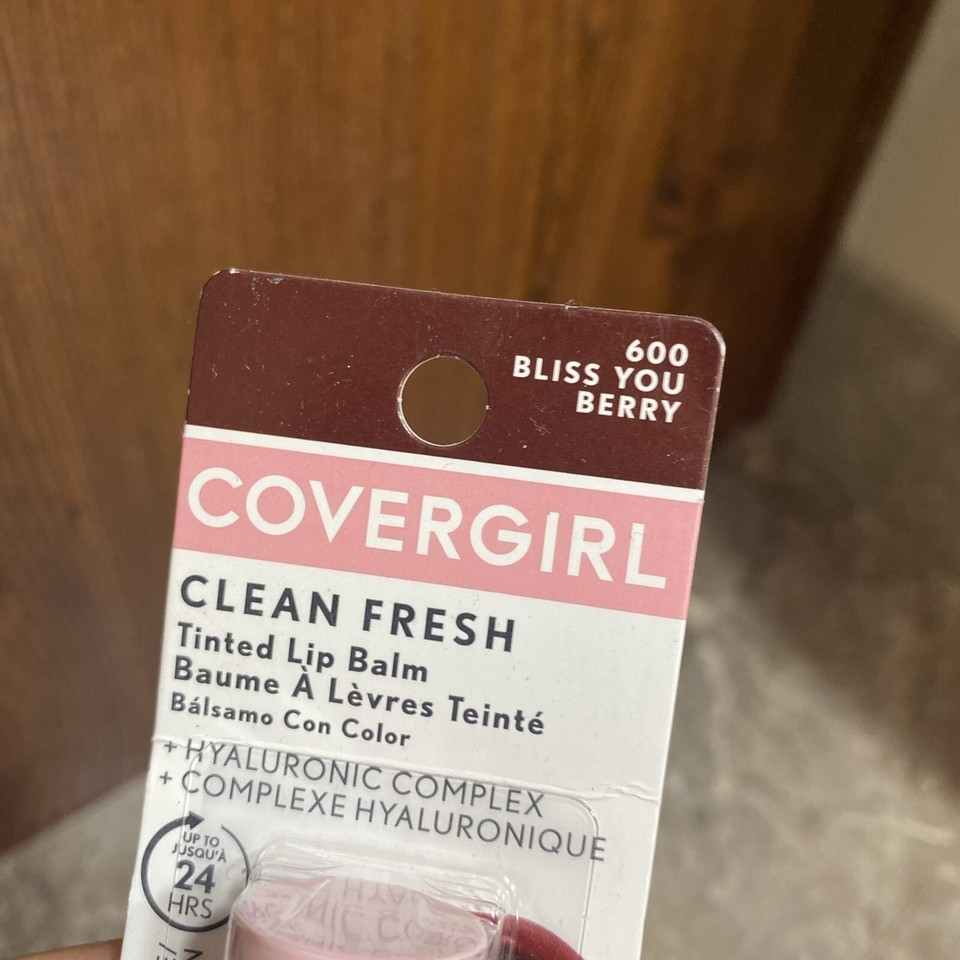 600
BLISS YOU
BERRY
COVERGIRL
CLEAN FRESH
Tinted Lip Balm
Baume À Lèvres Teinté
Bálsamo Con Color
+ HYALURONIC COMPLEX
+ COMPLEXE HYALURONIQUE
UP TO
JUSQU'À
24
HRS